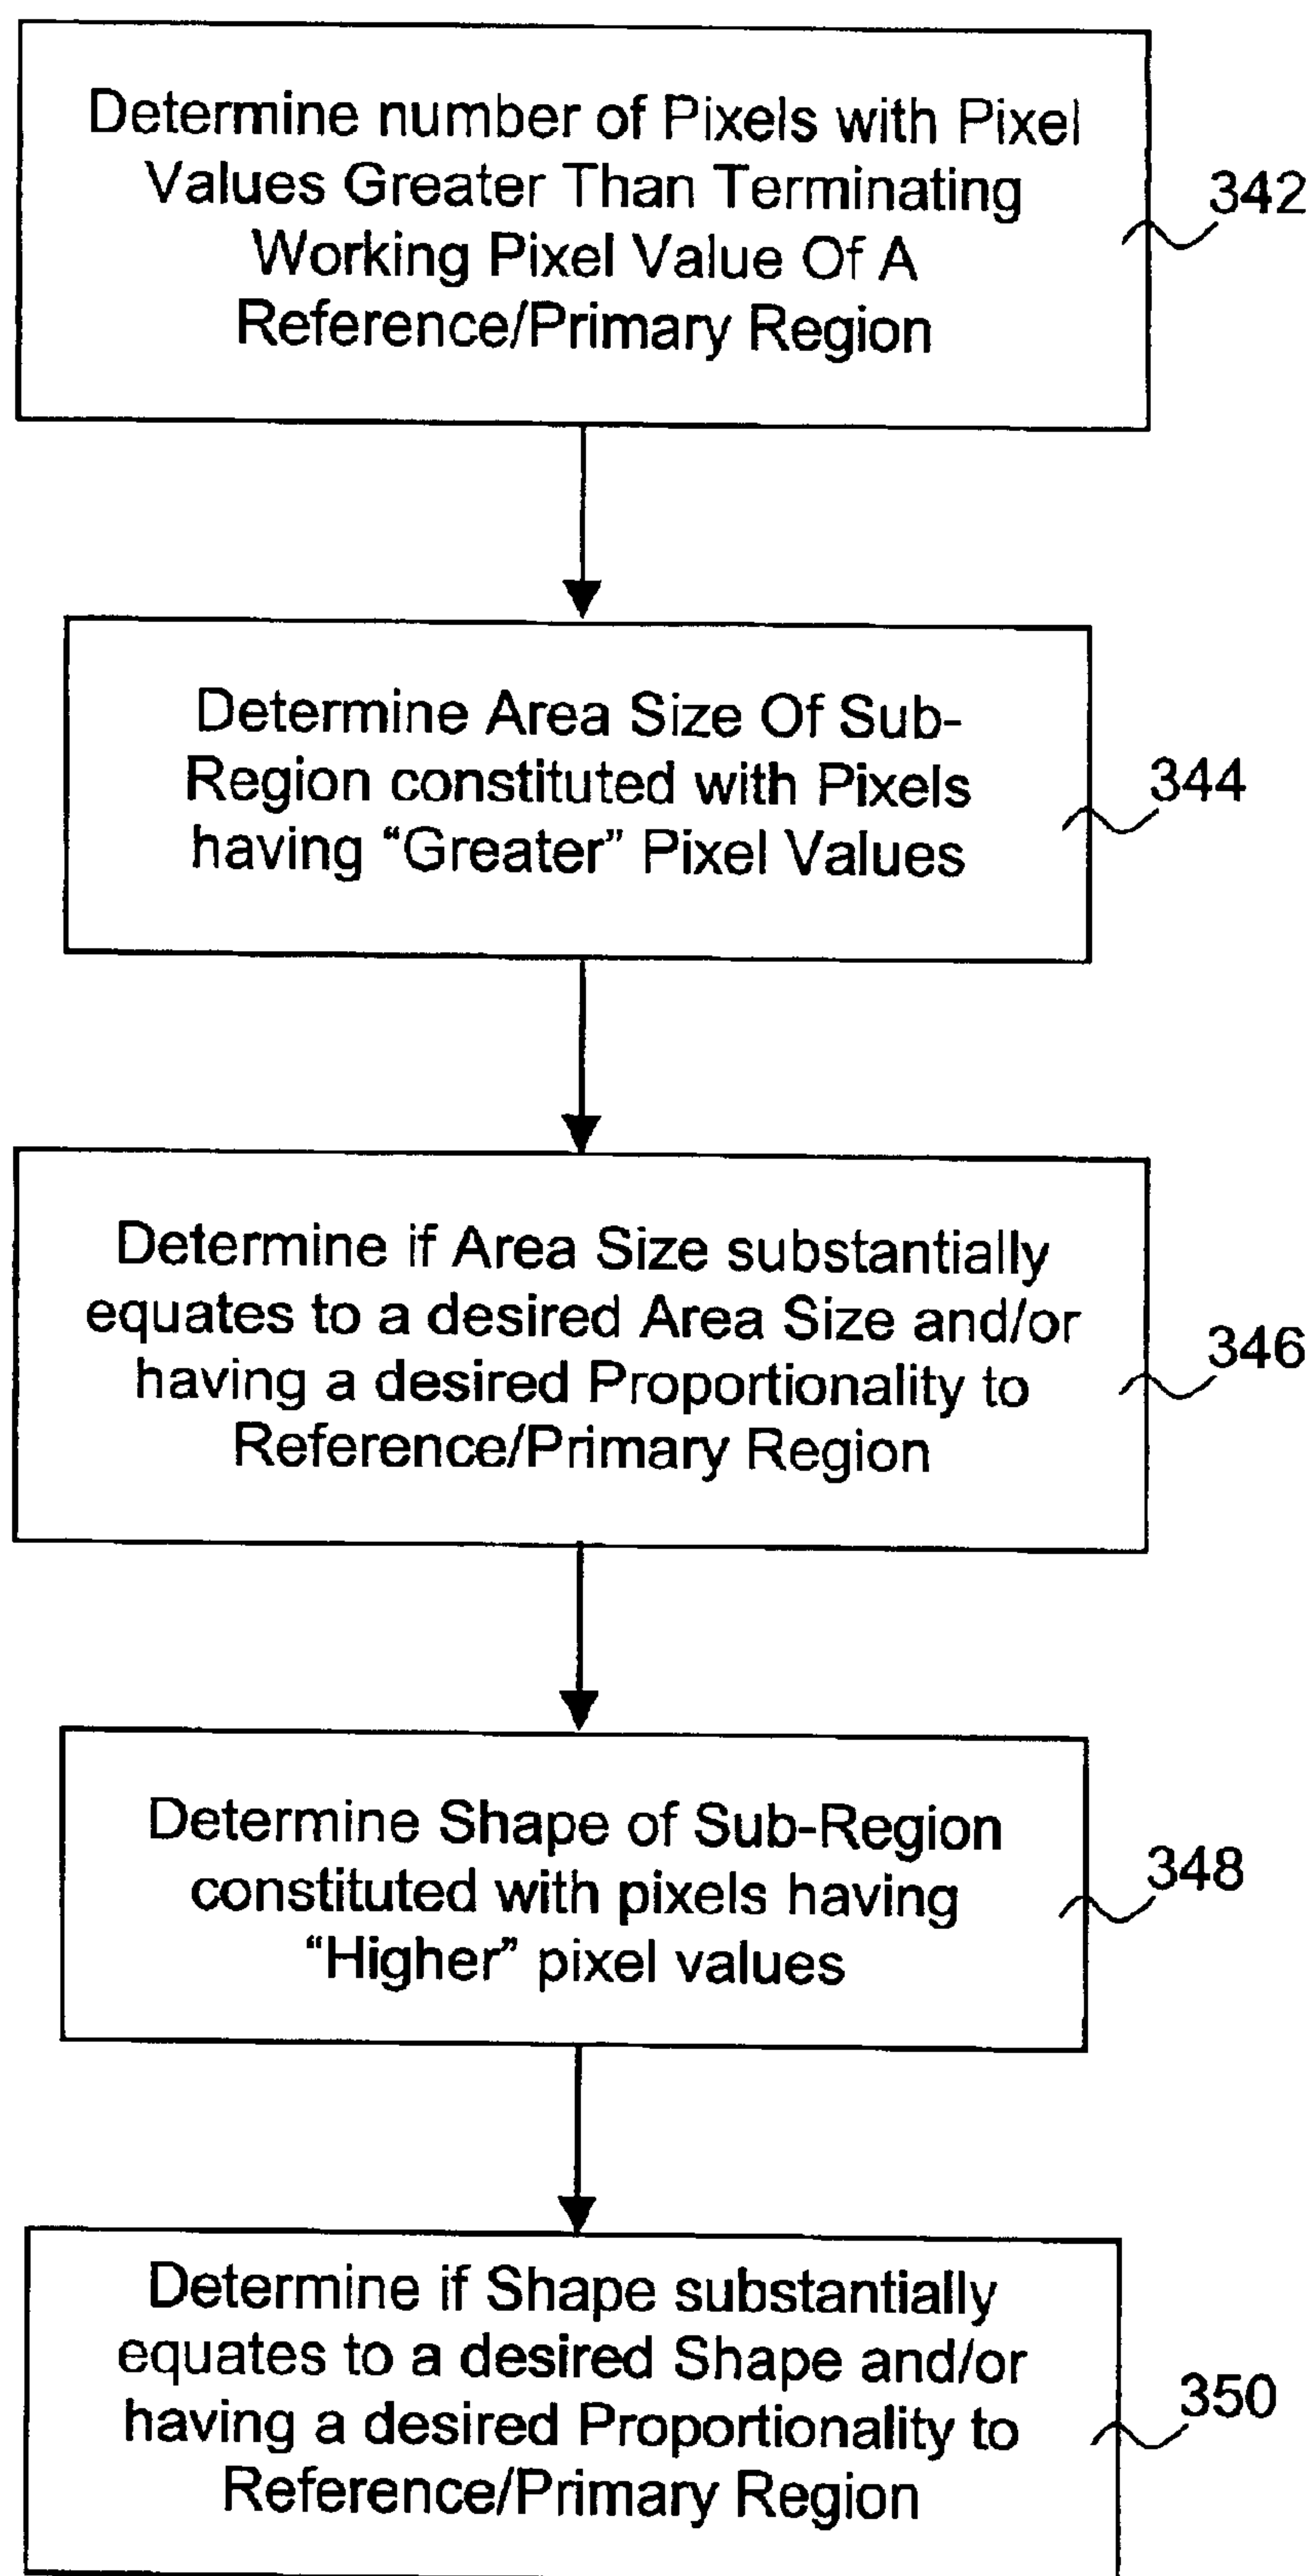 Determine number of Pixels with Pixel
Values Greater Than Terminating
Working Pixel Value Of A
Reference/Primary Region
342
Determine Area Size Of Sub-
Region constituted with Pixels
having “Greater” Pixel Values
344
Determine if Area Size substantially
equates to a desired Area Size and/or
having a desired Proportionality to
Reference/Primary Region
346
Determine Shape of Sub-Region
constituted with pixels having
“Higher” pixel values
348
Determine if Shape substantially
equates to a desired Shape and/or
having a desired Proportionality to
Reference/Primary Region
350